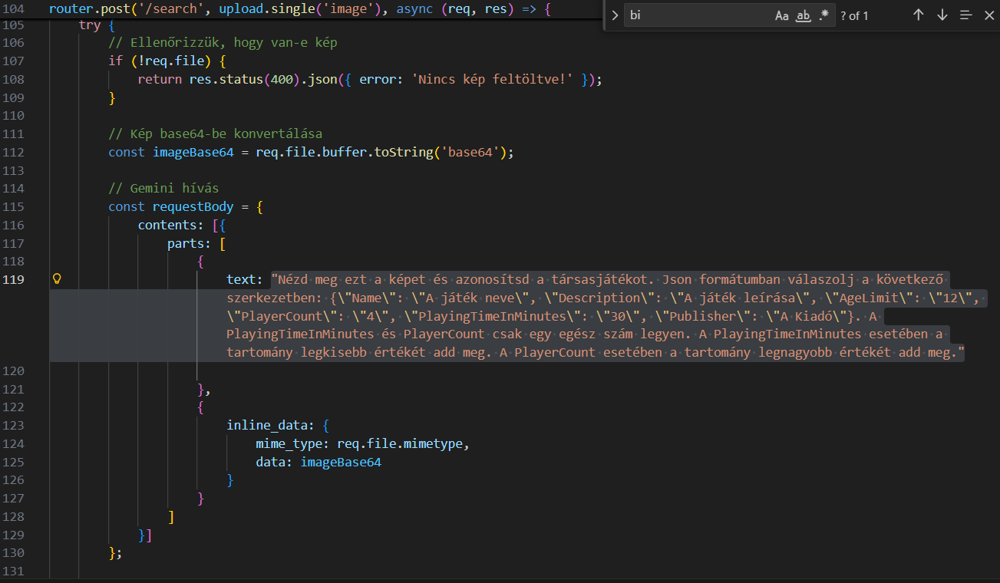 104 router.post('/search', upload.single('image'), async (req, res) => {
bi Aa ab .* ? of 1
105 try {
106 // Ellenőrizzük, hogy van-e kép
107 if (!req.file) {
108 return res.status(400).json({ error: 'Nincs kép feltöltve!' });
109 }
110
111 // Kép base64-be konvertálása
112 const imageBase64 = req.file.buffer.toString('base64');
113
114 // Gemini hívás
115 const requestBody = {
116 contents: [{
117 parts: [
118 {
119 text: "Nézd meg ezt a képet és azonosítsd a társasjátékot. Json formátumban válaszolj a következő
szerkezetben: {\"Name\": \"A játék neve\", \"Description\": \"A játék leírása\", \"AgeLimit\": \"12\",
\"PlayerCount\": \"4\", \"PlayingTimeInMinutes\": \"30\", \"Publisher\": \"A Kiadó\"}. A
PlayingTimeInMinutes és PlayerCount csak egy egész szám legyen. A PlayingTimeInMinutes esetében a
tartomány legkisebb értékét add meg. A PlayerCount esetében a tartomány legnagyobb értékét add meg."
120
121 },
122 {
123 inline_data: {
124 mime_type: req.file.mimetype,
125 data: imageBase64
126 }
127 }
128 ]
129 }]
130 };
131